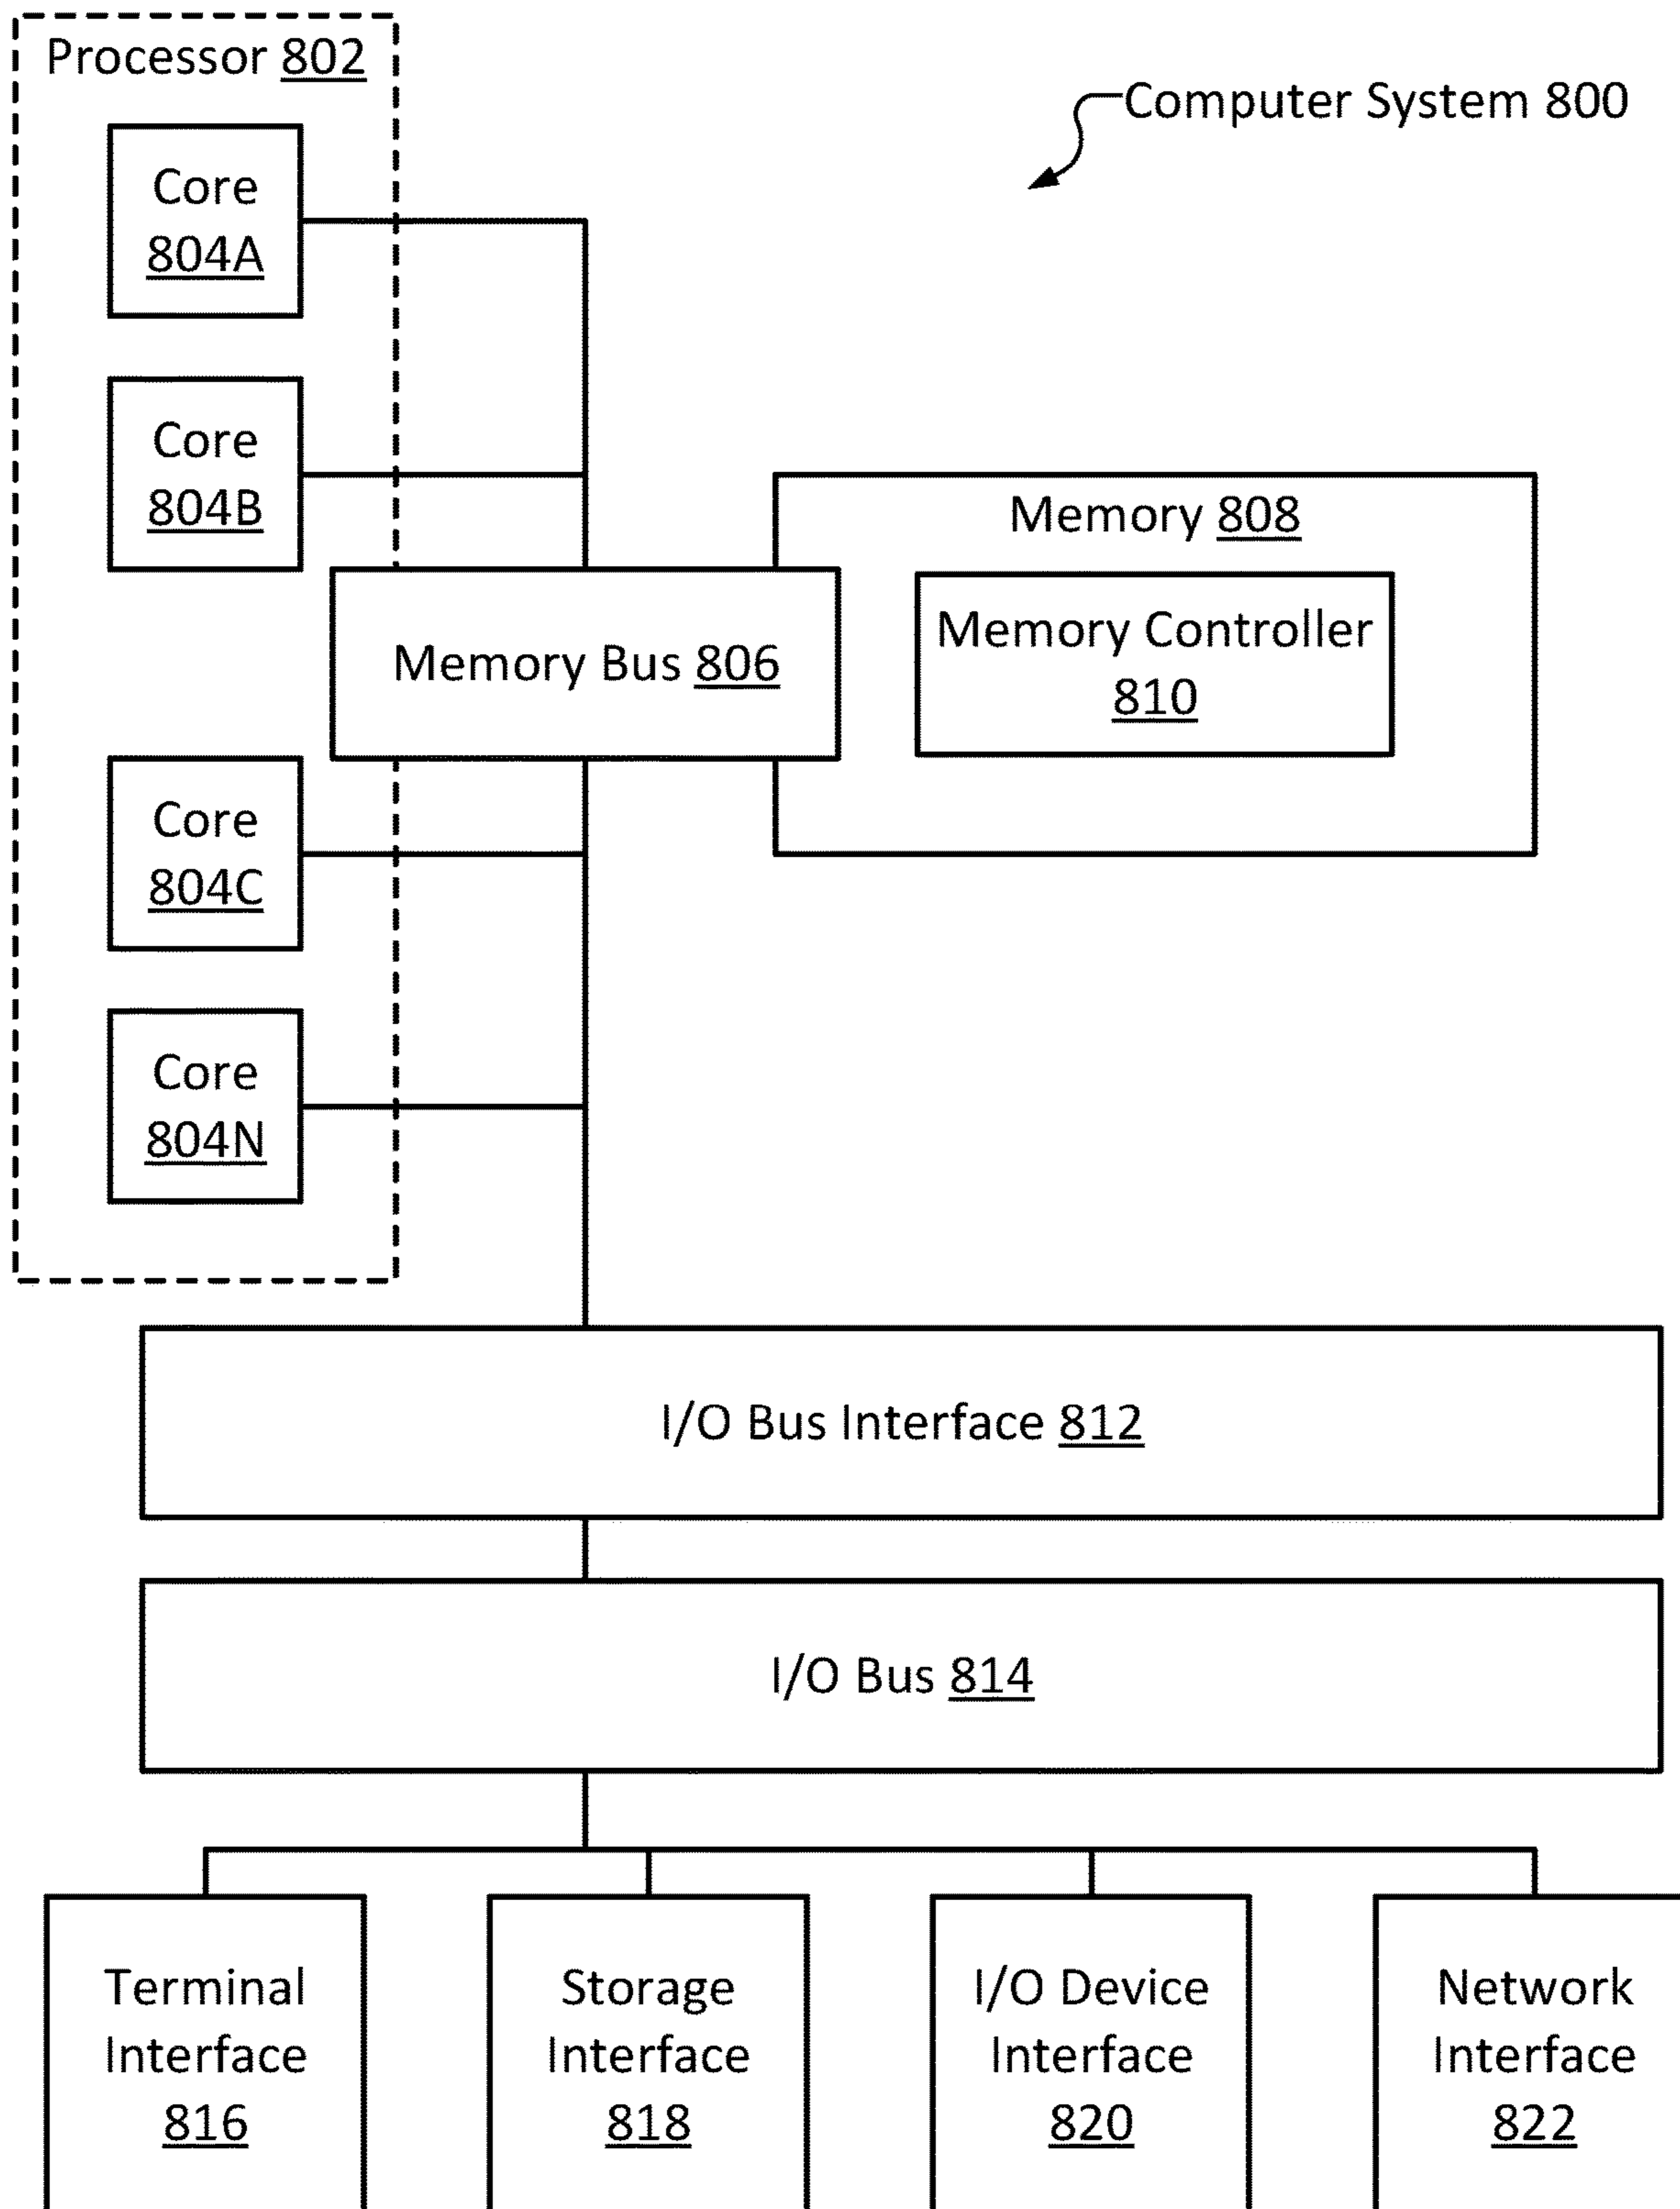 Processor 802
Computer System 800
Core
804A
Core
804B
Memory 808
Memory Controller
810
Memory Bus 806
Core
804C
Core
804N
I/O Bus Interface 812
I/O Bus 814
Terminal
Interface
816
Storage
Interface
818
I/O Device
Interface
820
Network
Interface
822